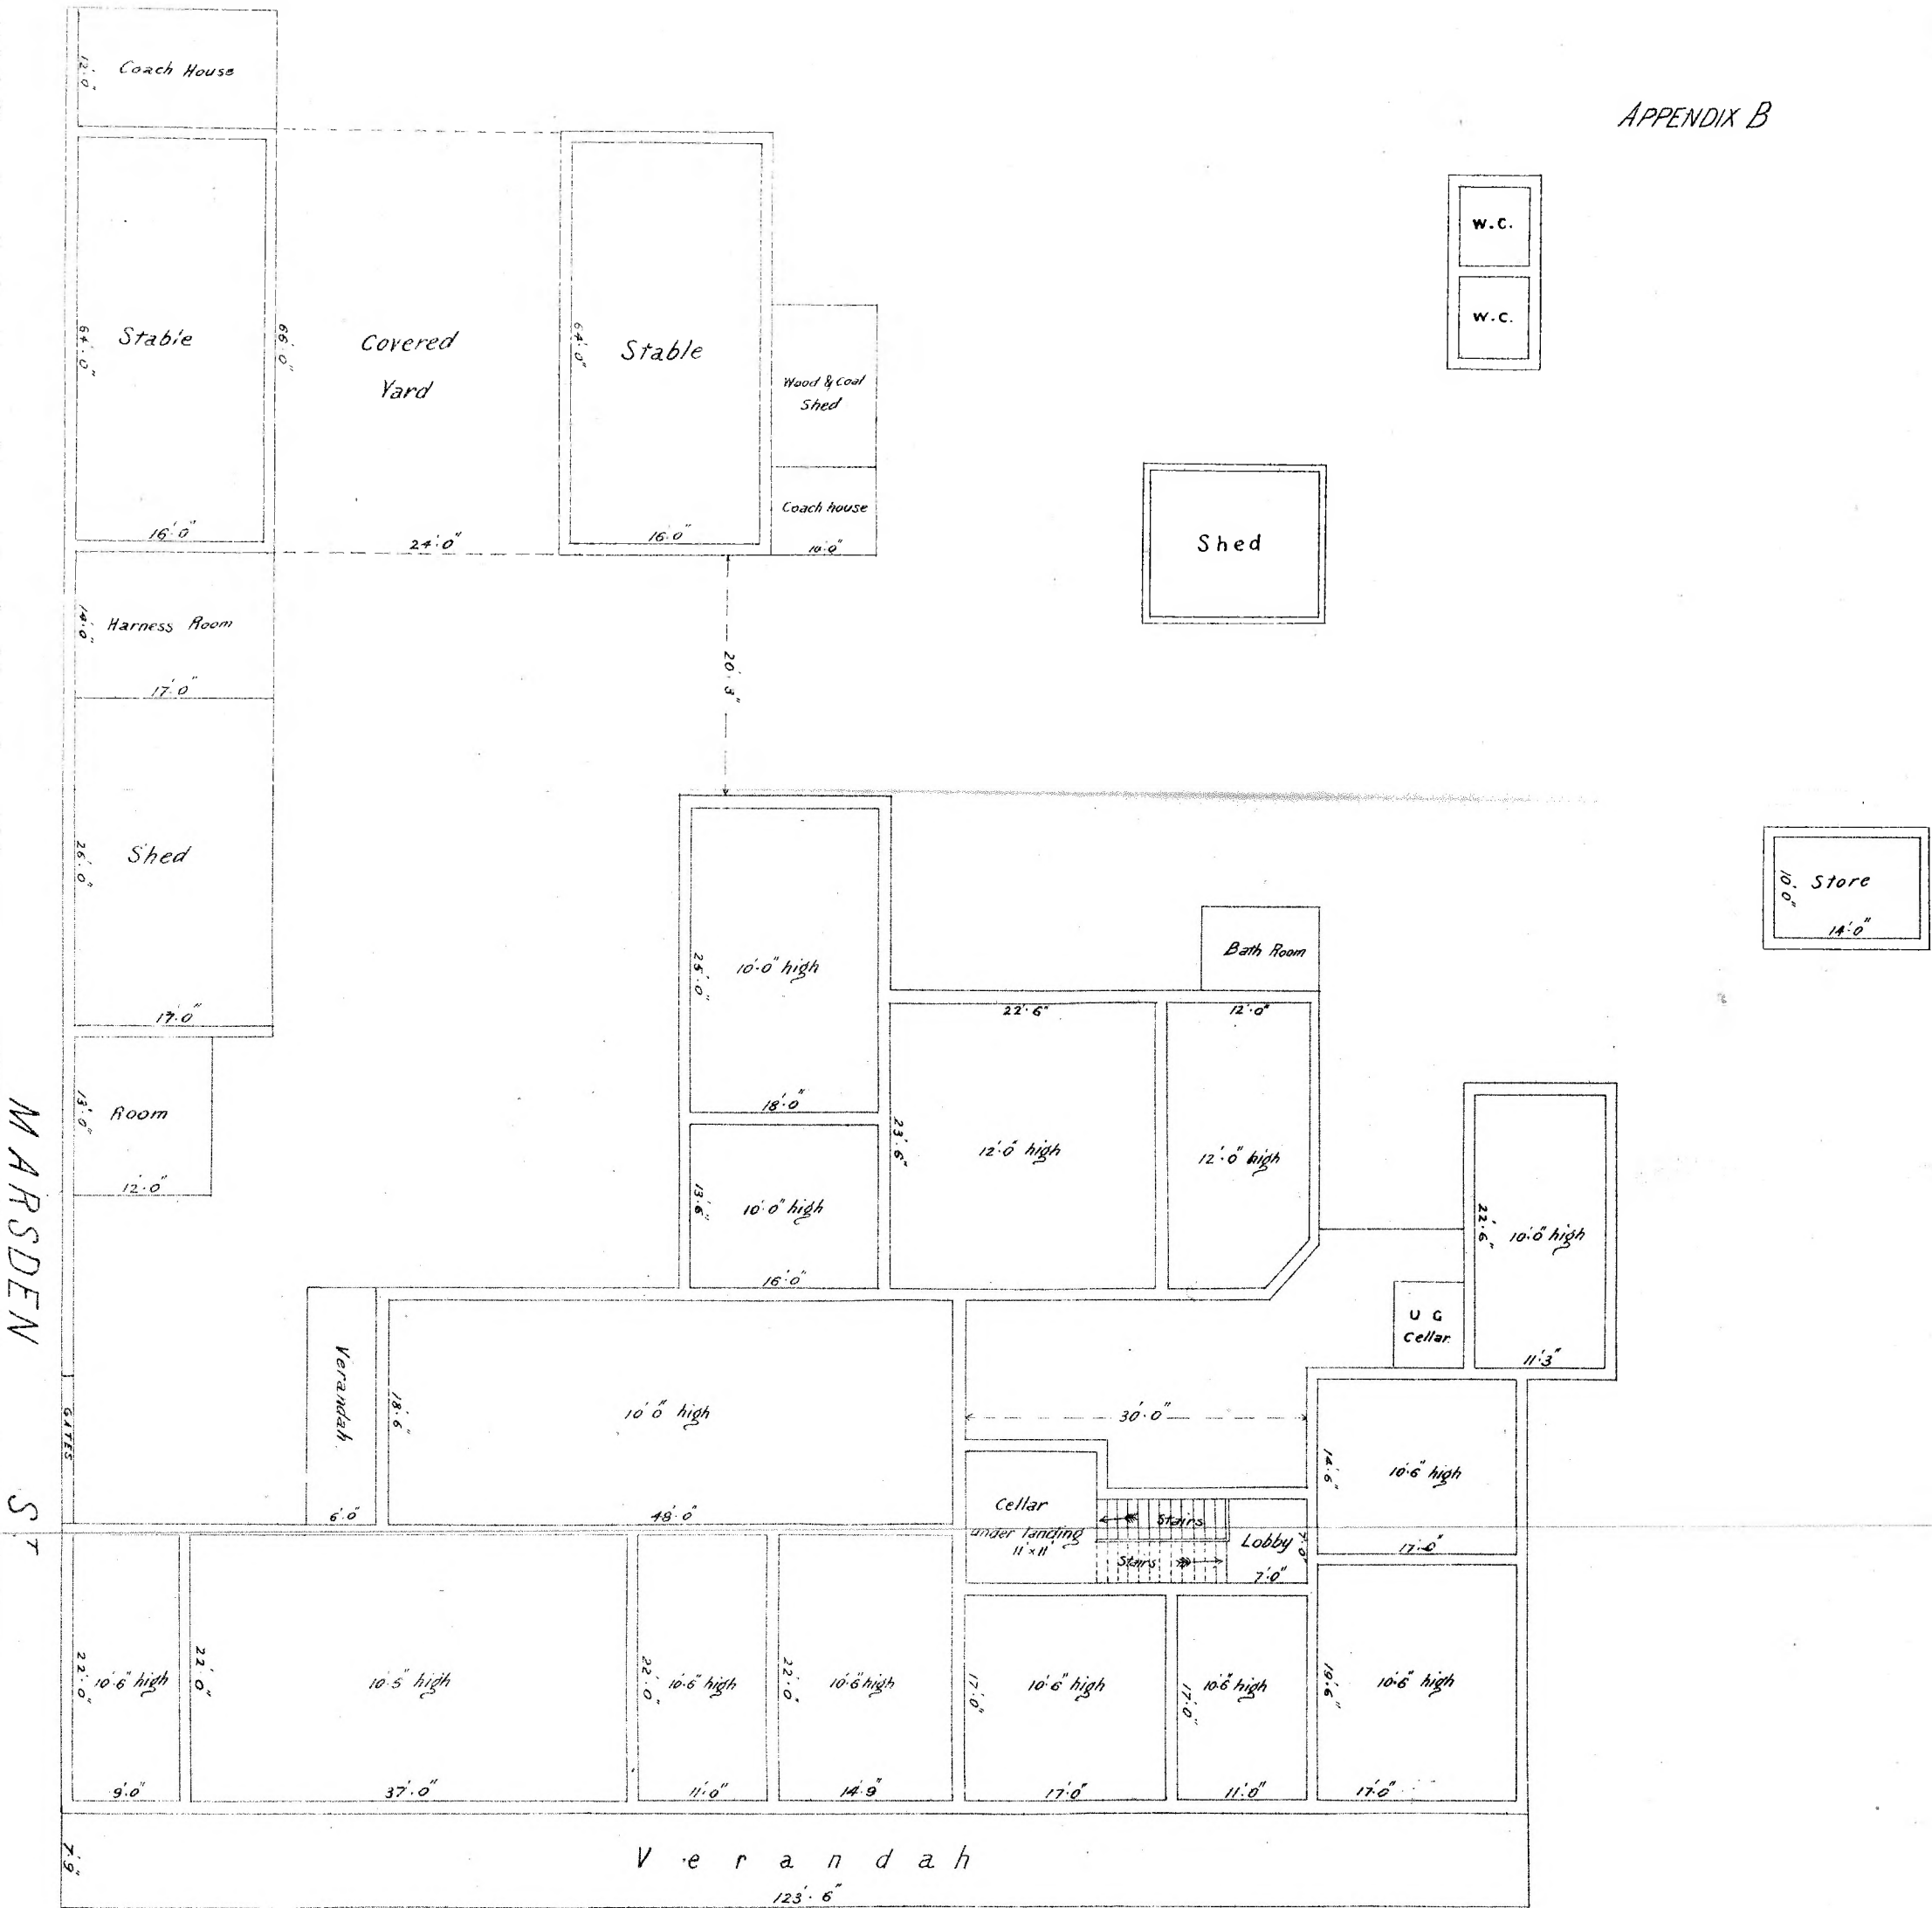 APPENDIX B
Coach House
12'.0"
W.C.
W.C.
Stable
64'.0"
16'.0"
66'.0"
Covered
Yard
24'.0"
64'.0"
Stable
16.0"
Wood & Coal
Shed
Coach house
10'.0"
Shed
Harness Room
14'.0"
17'.0"
20'.3"
Shed
26'.0"
17'.0"
Store
10'.0"
14'.0"
Bath Room
25'.0"
10'.0" high
18'.0"
22'.6"
12'.0"
23'.6"
12'.0" high
12'.0" high
Room
13'.0"
12'.0"
13'.6"
10'.0" high
16'.0"
22'.6"
10'.0" high
11'.3"
U G
Cellar
MARSDEN ST
GATES
Verandah
6'.0"
18'.6"
10'.0" high
48'.0"
30'.0"
14'.6"
10'.6" high
17'.0"
Cellar
under landing
11' x 11'
Stairs
Stairs
Lobby
7'.0"
7'.0"
22'.0"
10'.6" high
9'.0"
22'.0"
10'.5" high
37'.0"
22'.0"
10'.6" high
11'.0"
22'.0"
10'.6" high
14'.9"
17'.0"
10'.6" high
17'.0"
17'.0"
10'.6" high
11'.0"
19'.6"
10'.6" high
17'.0"
7'.9"
Verandah
123'.6"